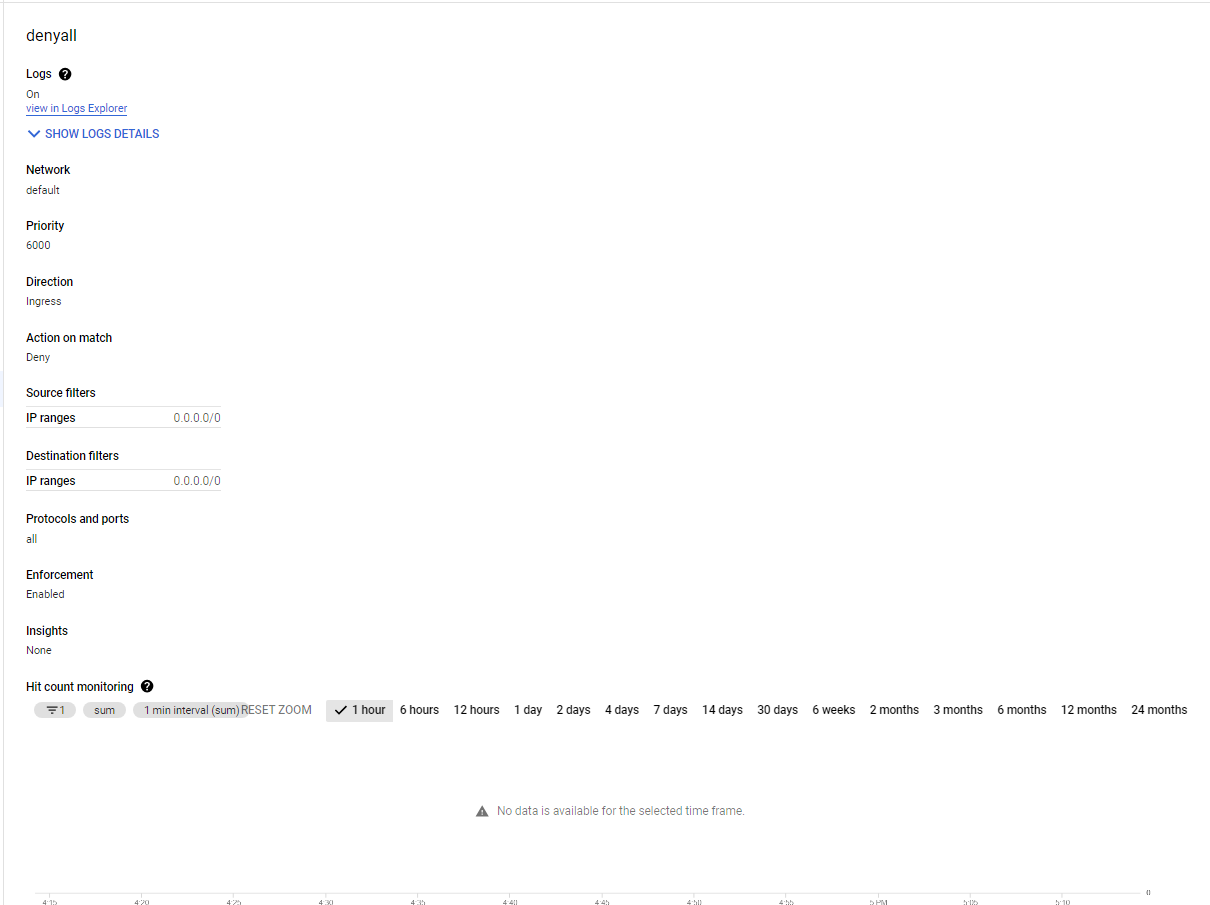 denyall
Logs ?
On
view in Logs Explorer
SHOW LOGS DETAILS
Network
default
Priority
6000
Direction
Ingress
Action on match
Deny
Source filters
IP ranges 0.0.0.0/0
Destination filters
IP ranges 0.0.0.0/0
Protocols and ports
all
Enforcement
Enabled
Insights
None
Hit count monitoring ?
1 sum 1 min interval (sum) RESET ZOOM 1 hour 6 hours 12 hours 1 day 2 days 4 days 7 days 14 days 30 days 6 weeks 2 months 3 months 6 months 12 months 24 months
No data is available for the selected time frame.
0
4:15 4:20 4:25 4:30 4:35 4:40 4:45 4:50 4:55 5 PM 5:05 5:10